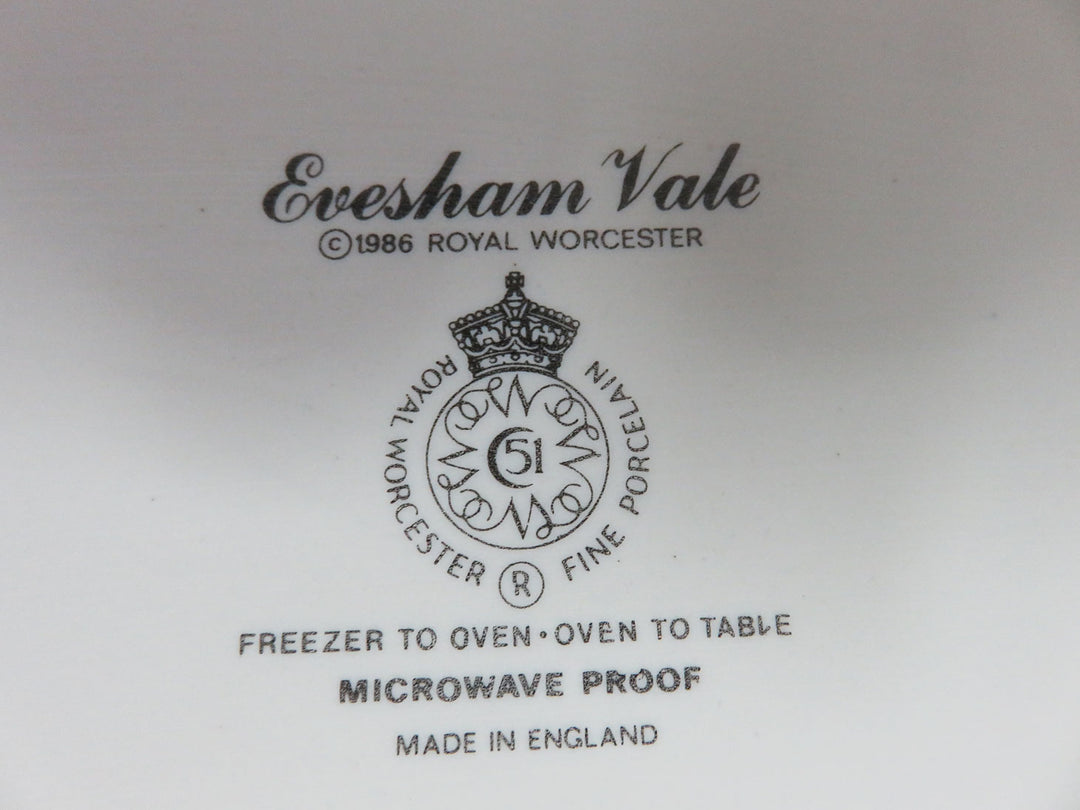 Evesham Vale
©1986 ROYAL WORCESTER
ROYAL WORCESTER ® FINE PORCELAIN
51
FREEZER TO OVEN • OVEN TO TABLE
MICROWAVE PROOF
MADE IN ENGLAND